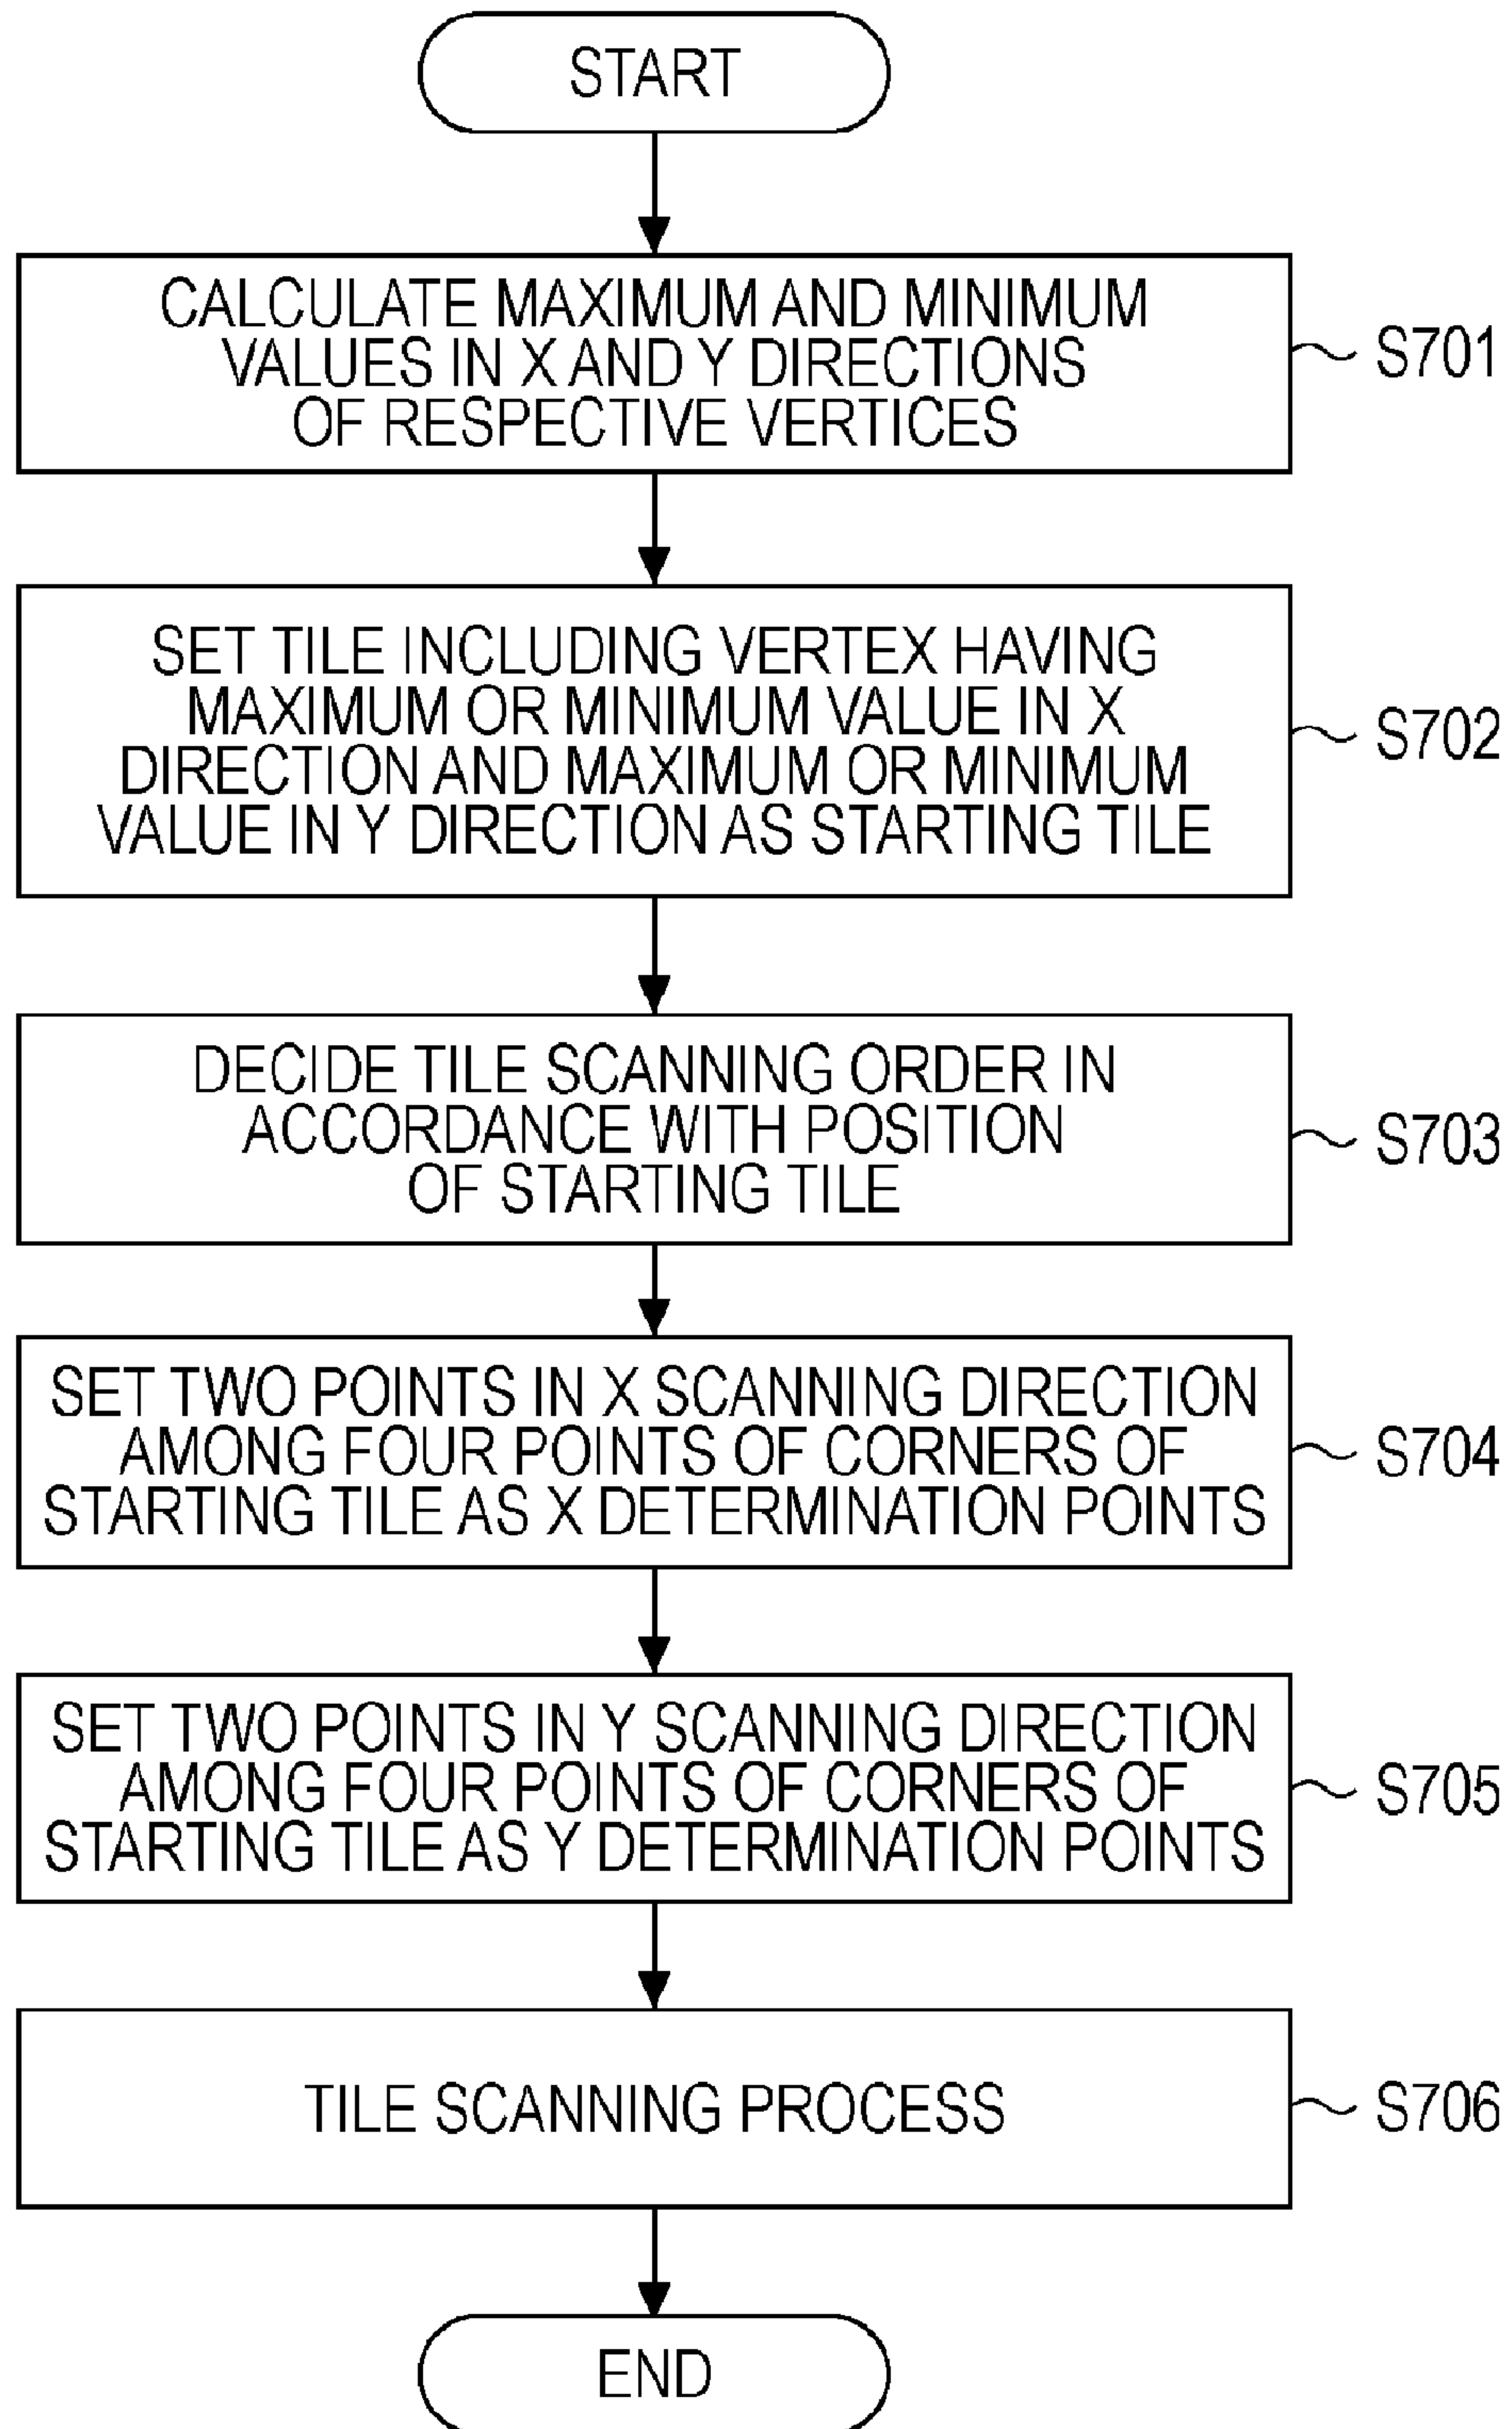 START
CALCULATE MAXIMUM AND MINIMUM
VALUES IN X AND Y DIRECTIONS
OF RESPECTIVE VERTICES
S701
SET TILE INCLUDING VERTEX HAVING
MAXIMUM OR MINIMUM VALUE IN X
DIRECTION AND MAXIMUM OR MINIMUM
VALUE IN Y DIRECTION AS STARTING TILE
S702
DECIDE TILE SCANNING ORDER IN
ACCORDANCE WITH POSITION
OF STARTING TILE
S703
SET TWO POINTS IN X SCANNING DIRECTION
AMONG FOUR POINTS OF CORNERS OF
STARTING TILE AS X DETERMINATION POINTS
S704
SET TWO POINTS IN Y SCANNING DIRECTION
AMONG FOUR POINTS OF CORNERS OF
STARTING TILE AS Y DETERMINATION POINTS
S705
TILE SCANNING PROCESS
S706
END